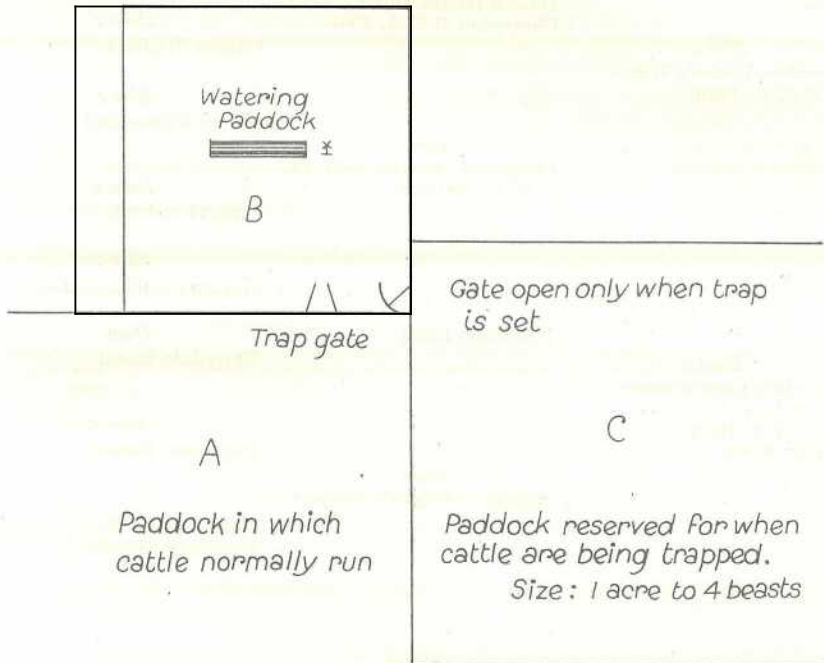 Watering
Paddock
B
Gate open only when trap
is set
Trap gate
A
C
Paddock in which
cattle normally run
Paddock reserved for when
cattle are being trapped.
Size: 1 acre to 4 beasts